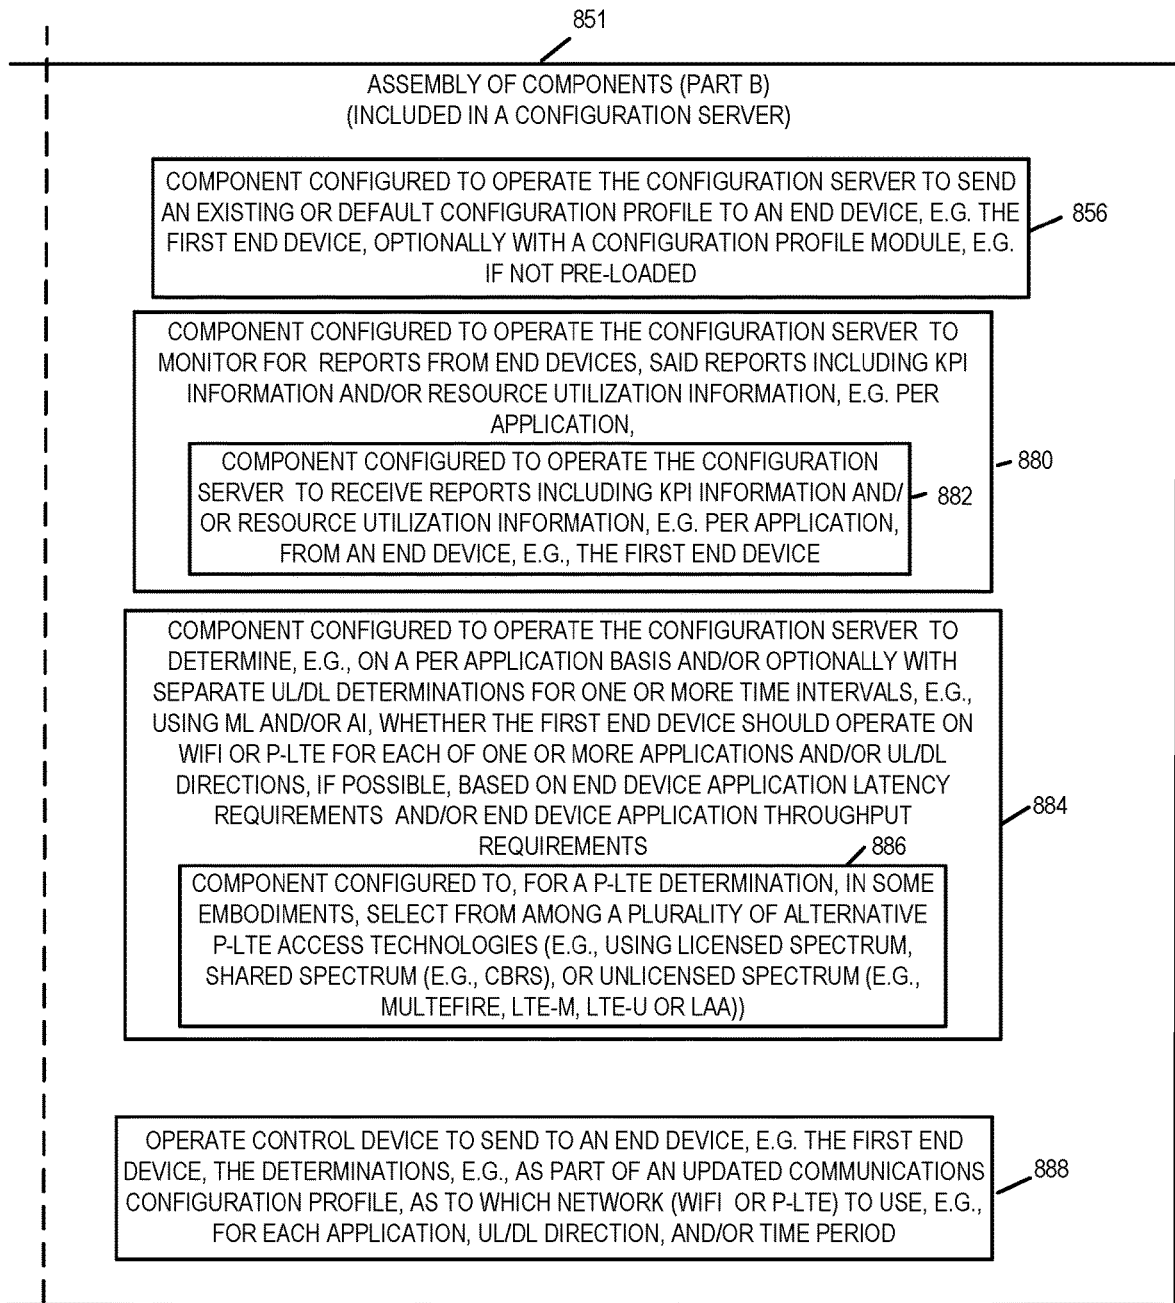 851
ASSEMBLY OF COMPONENTS (PART B)
(INCLUDED IN A CONFIGURATION SERVER)
COMPONENT CONFIGURED TO OPERATE THE CONFIGURATION SERVER TO SEND
AN EXISTING OR DEFAULT CONFIGURATION PROFILE TO AN END DEVICE, E.G. THE
FIRST END DEVICE, OPTIONALLY WITH A CONFIGURATION PROFILE MODULE, E.G.
IF NOT PRE-LOADED
856
COMPONENT CONFIGURED TO OPERATE THE CONFIGURATION SERVER TO
MONITOR FOR REPORTS FROM END DEVICES, SAID REPORTS INCLUDING KPI
INFORMATION AND/OR RESOURCE UTILIZATION INFORMATION, E.G. PER
APPLICATION,
880
COMPONENT CONFIGURED TO OPERATE THE CONFIGURATION
SERVER TO RECEIVE REPORTS INCLUDING KPI INFORMATION AND/
OR RESOURCE UTILIZATION INFORMATION, E.G. PER APPLICATION,
FROM AN END DEVICE, E.G., THE FIRST END DEVICE
882
COMPONENT CONFIGURED TO OPERATE THE CONFIGURATION SERVER TO
DETERMINE, E.G., ON A PER APPLICATION BASIS AND/OR OPTIONALLY WITH
SEPARATE UL/DL DETERMINATIONS FOR ONE OR MORE TIME INTERVALS, E.G.,
USING ML AND/OR AI, WHETHER THE FIRST END DEVICE SHOULD OPERATE ON
WIFI OR P-LTE FOR EACH OF ONE OR MORE APPLICATIONS AND/OR UL/DL
DIRECTIONS, IF POSSIBLE, BASED ON END DEVICE APPLICATION LATENCY
REQUIREMENTS AND/OR END DEVICE APPLICATION THROUGHPUT
REQUIREMENTS
884
886
COMPONENT CONFIGURED TO, FOR A P-LTE DETERMINATION, IN SOME
EMBODIMENTS, SELECT FROM AMONG A PLURALITY OF ALTERNATIVE
P-LTE ACCESS TECHNOLOGIES (E.G., USING LICENSED SPECTRUM,
SHARED SPECTRUM (E.G., CBRS), OR UNLICENSED SPECTRUM (E.G.,
MULTEFIRE, LTE-M, LTE-U OR LAA))
OPERATE CONTROL DEVICE TO SEND TO AN END DEVICE, E.G. THE FIRST END
DEVICE, THE DETERMINATIONS, E.G., AS PART OF AN UPDATED COMMUNICATIONS
CONFIGURATION PROFILE, AS TO WHICH NETWORK (WIFI OR P-LTE) TO USE, E.G.,
FOR EACH APPLICATION, UL/DL DIRECTION, AND/OR TIME PERIOD
888